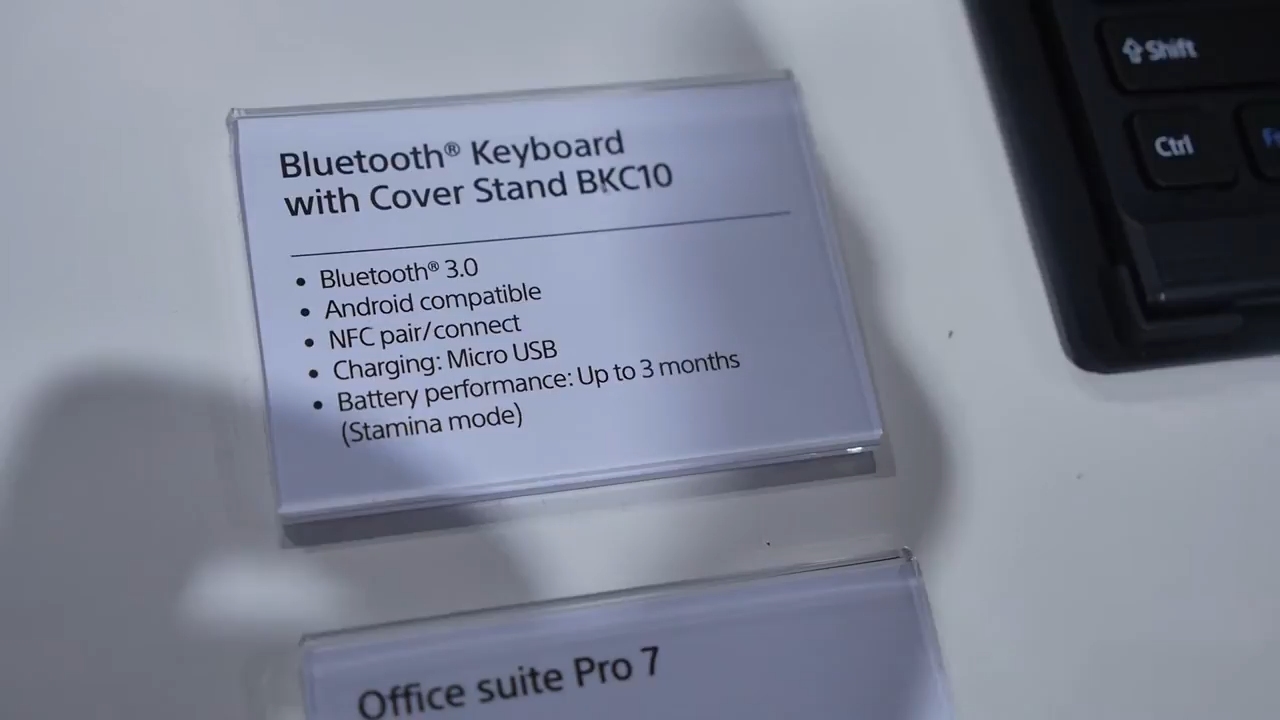 Bluetooth® Keyboard
with Cover Stand BKC10
• Bluetooth® 3.0
• Android compatible
• NFC pair/connect
• Charging: Micro USB
• Battery performance: Up to 3 months
(Stamina mode)
Office suite Pro 7
Shift
Ctrl